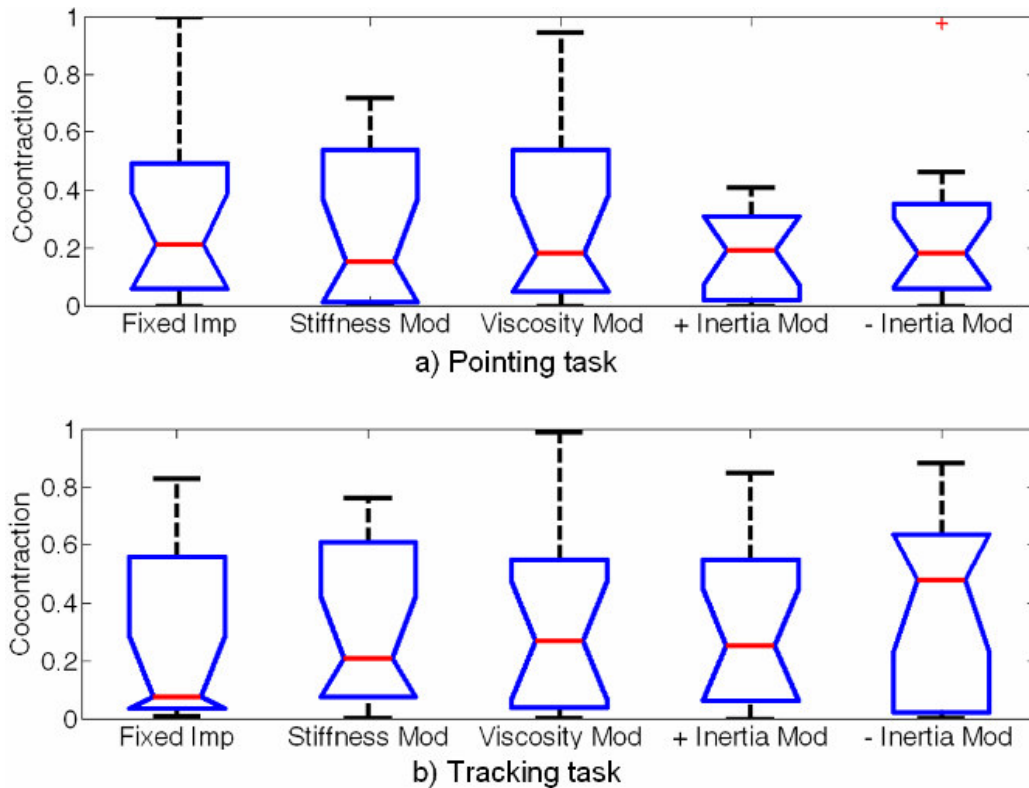 1
0.8
0.6
0.4
0.2
0
Cocontraction
Fixed Imp Stiffness Mod Viscosity Mod + Inertia Mod - Inertia Mod
a) Pointing task
1
0.8
0.6
0.4
0.2
0
Cocontraction
Fixed Imp Stiffness Mod Viscosity Mod + Inertia Mod - Inertia Mod
b) Tracking task